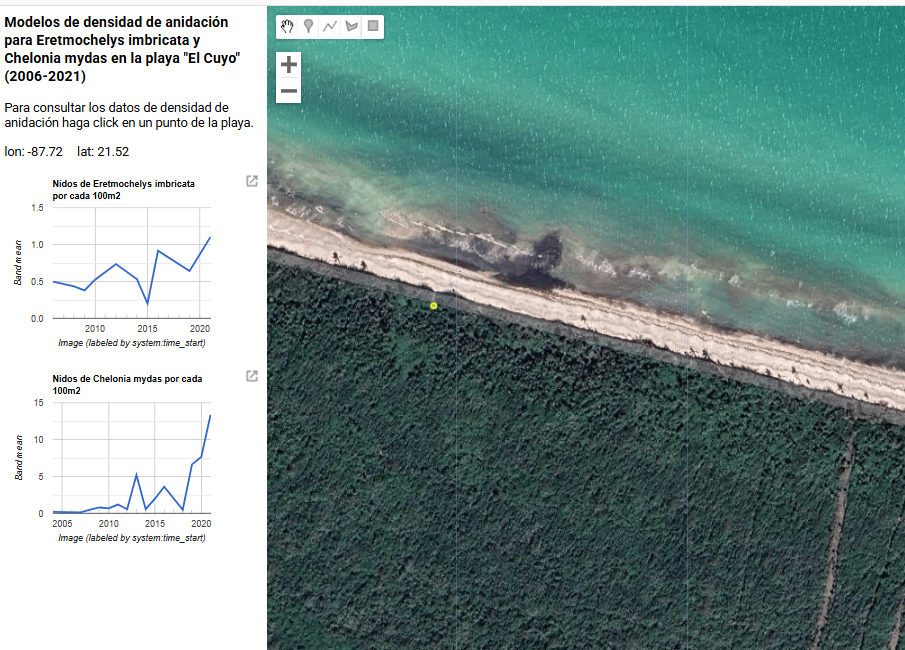 Modelos de densidad de anidación
para Eretmochelys imbricata y
Chelonia mydas en la playa "El Cuyo"
(2006-2021)
Para consultar los datos de densidad de
anidación haga click en un punto de la playa.
lon: -87.72 lat: 21.52
Nidos de Eretmochelys imbricata
por cada 100m2
1.5
1.0
0.5
0.0
Band mean
2010 2015 2020
Image (labeled by system:time_start)
Nidos de Chelonia mydas por cada
100m2
15
10
5
0
Band mean
2005 2010 2015 2020
Image (labeled by system:time_start)